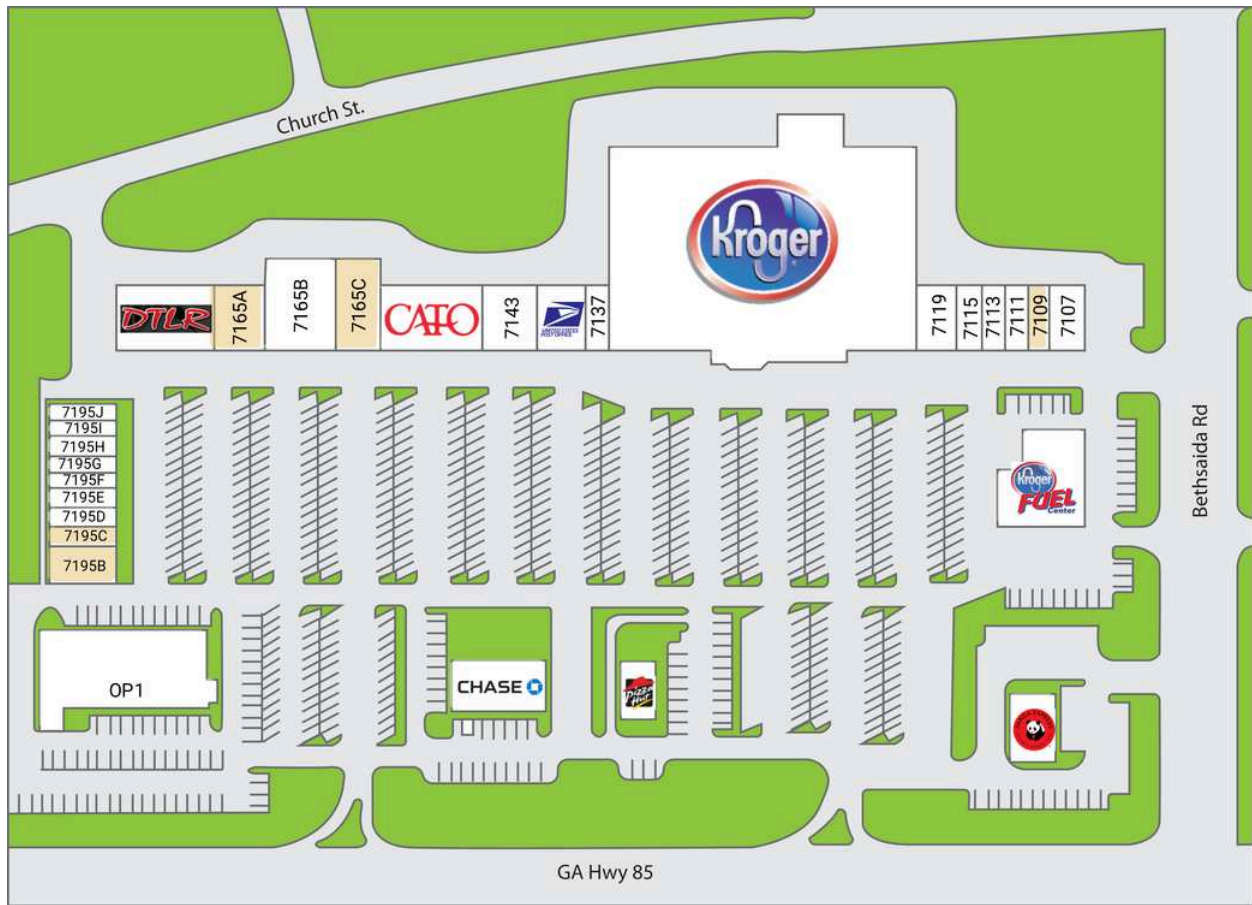 Church St.
Kroger
DTLR
7165A
7165B
7165C
CATO
7143
UNITED STATES
POST OFFICE
7137
7119
7115
7113
7111
7109
7107
7195J
7195I
7195H
7195G
7195F
7195E
7195D
7195C
7195B
Kroger
FUEL
Center
Bethsaida Rd
OP1
CHASE
Pizza
Hut
GA Hwy 85